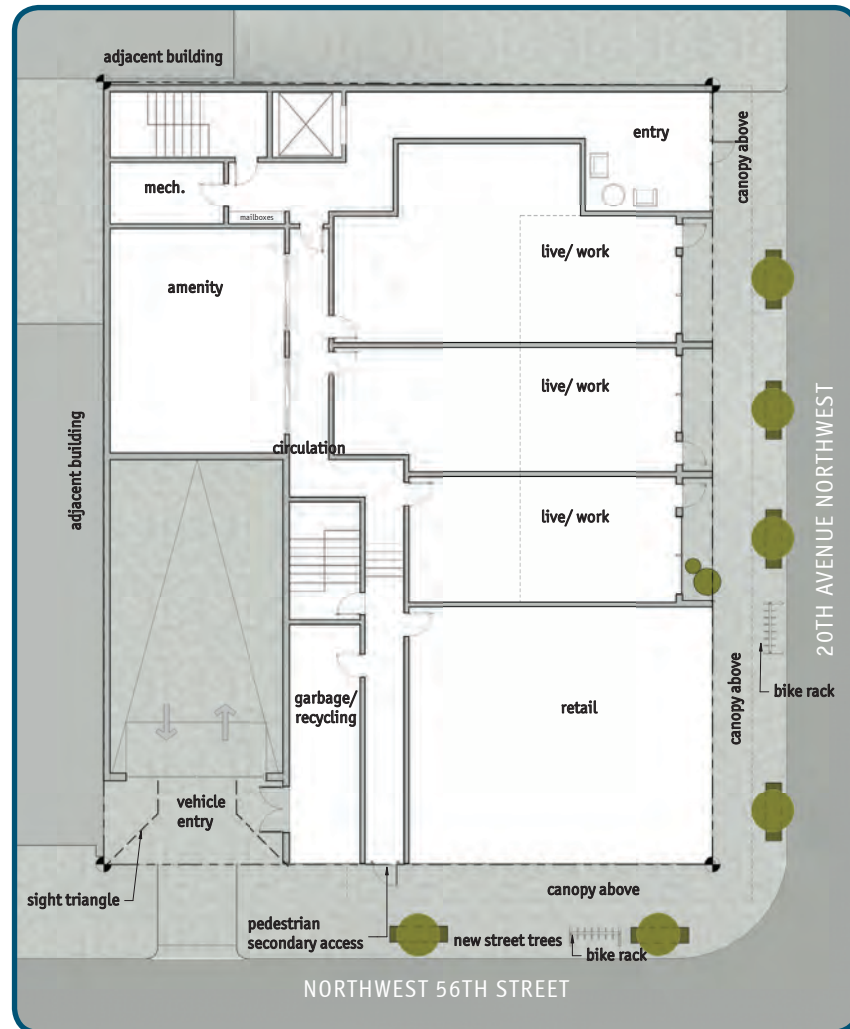 adjacent building
entry
canopy above
mech.
mailboxes
live/ work
amenity
live/ work
adjacent building
circulation
20TH AVENUE NORTHWEST
live/ work
garbage/
recycling
retail
canopy above
bike rack
vehicle
entry
sight triangle
canopy above
pedestrian
secondary access
new street trees
bike rack
NORTHWEST 56TH STREET